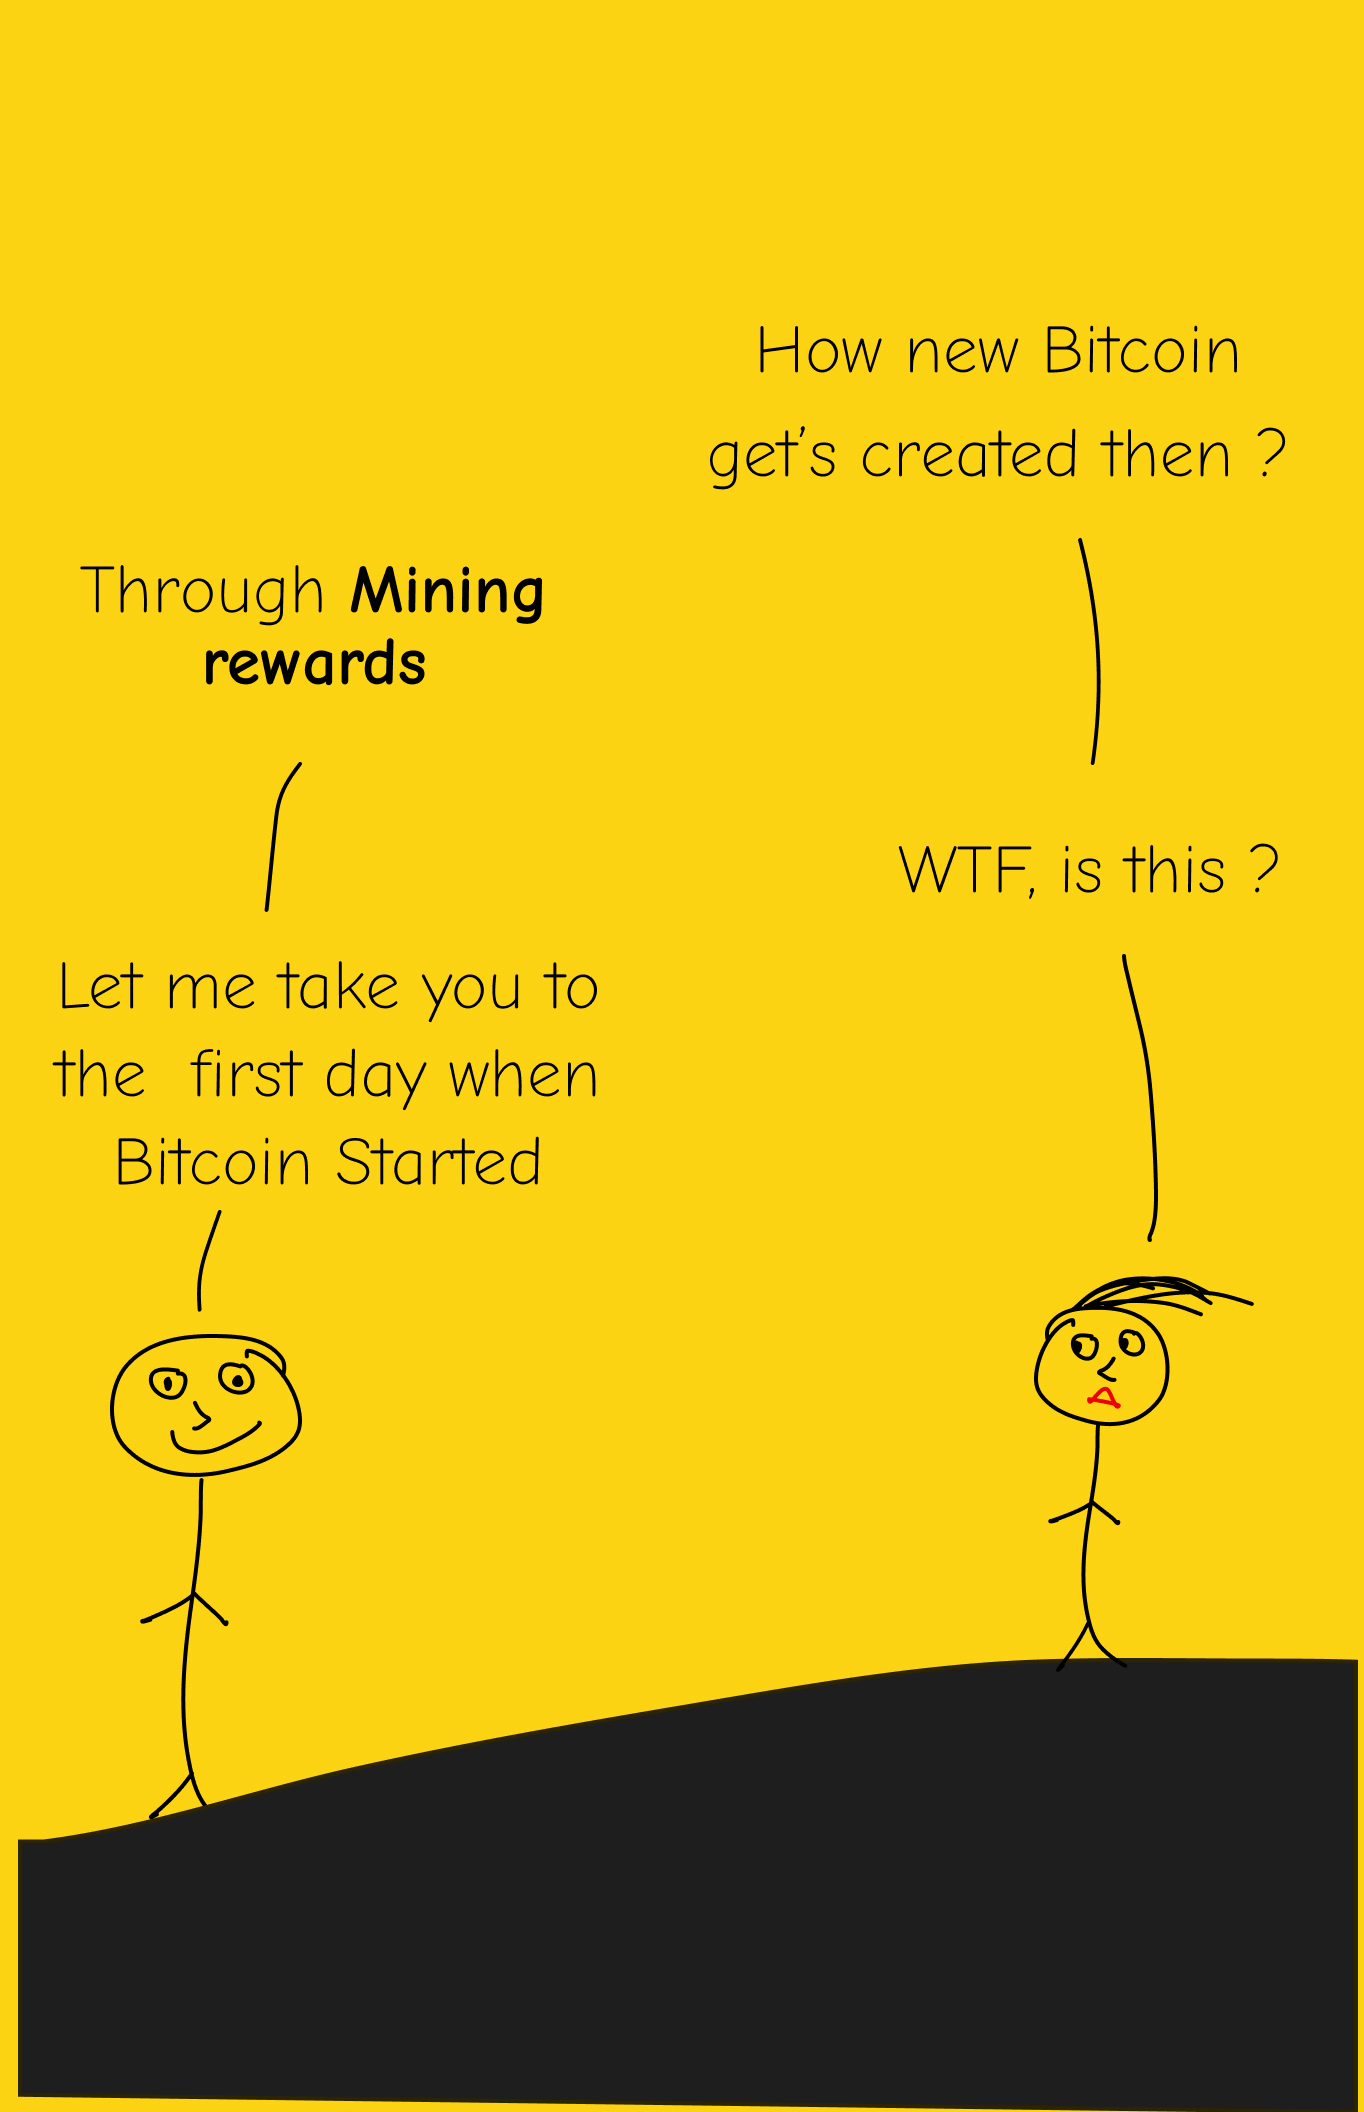 How new Bitcoin
get's created then ?
Through Mining
rewards
WTF, is this ?
Let me take you to
the first day when
Bitcoin Started